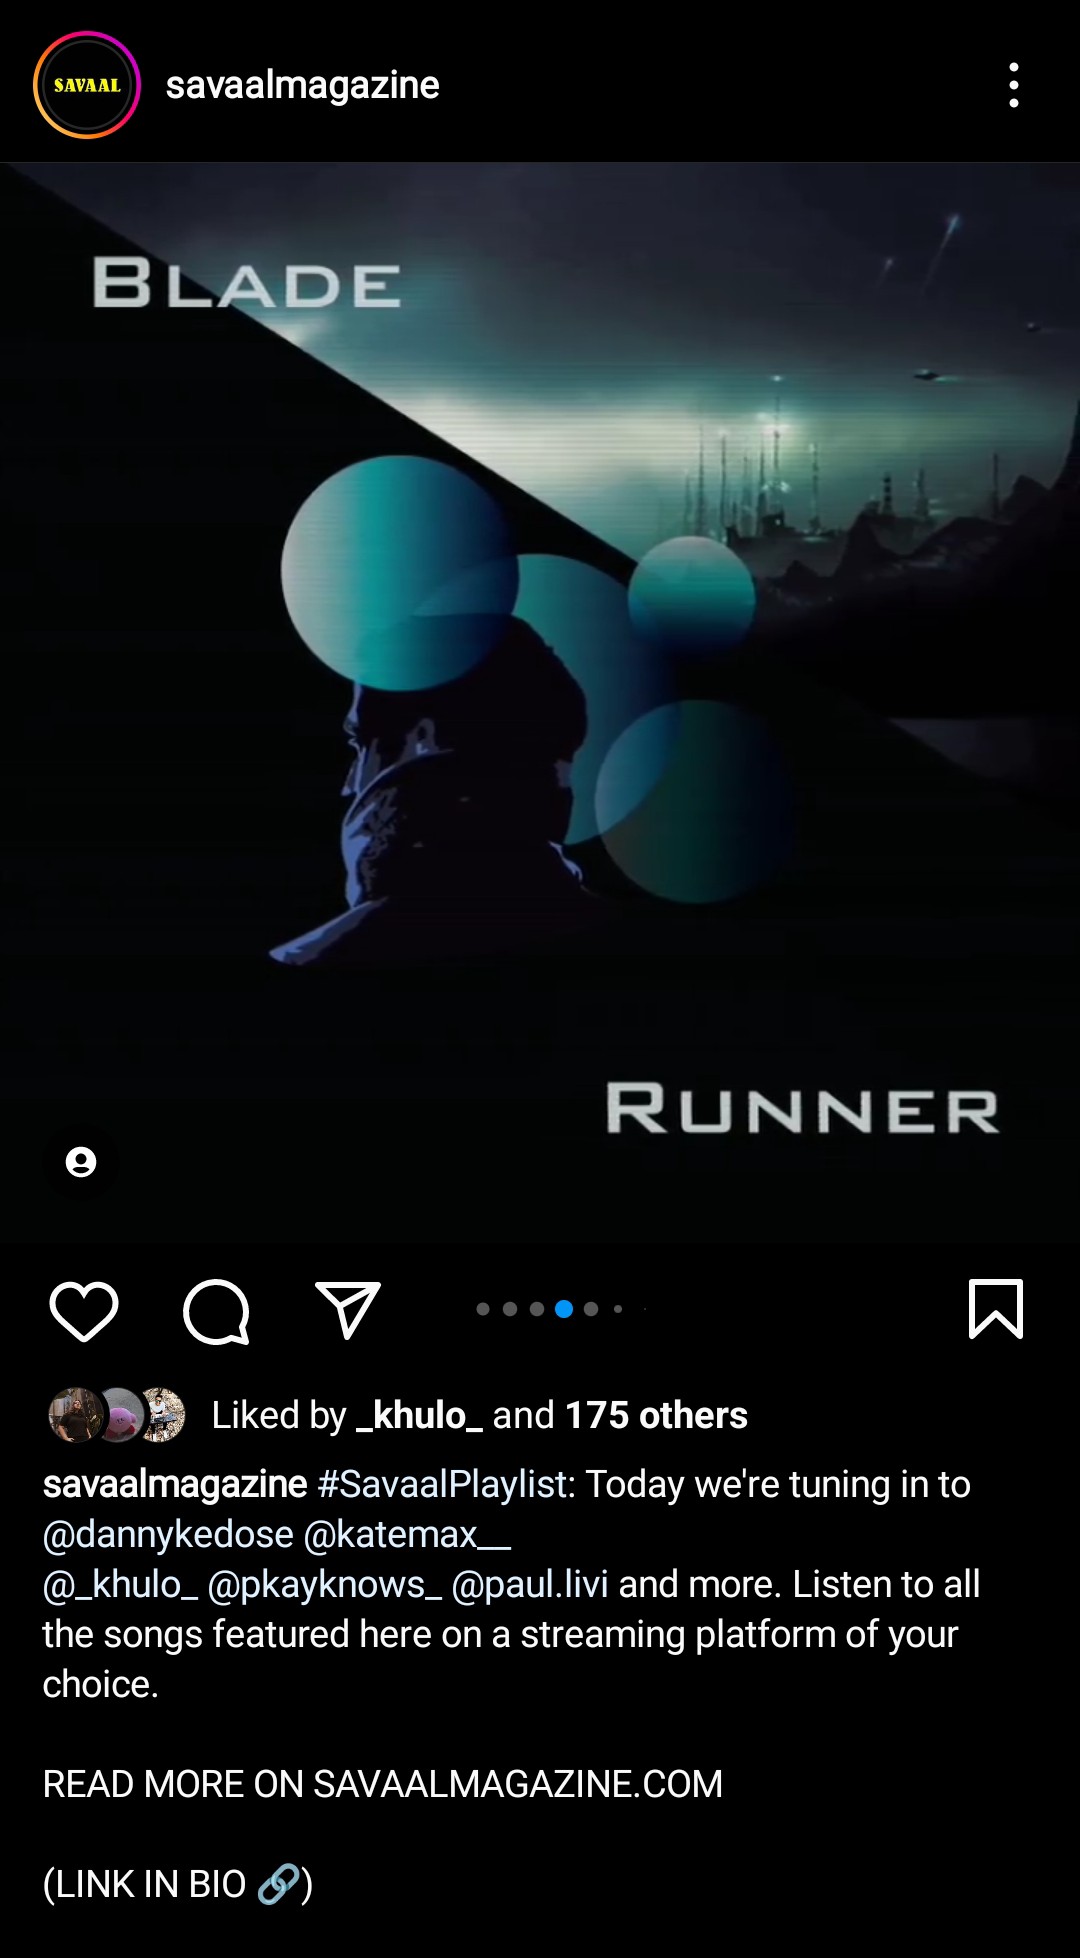 SAVAAL
savaalmagazine
BLADE
RUNNER
Liked by _khulo_ and 175 others
savaalmagazine #SavaalPlaylist: Today we're tuning in to
@dannykedose @katemax__
@_khulo_ @pkayknows_ @paul.livi and more. Listen to all
the songs featured here on a streaming platform of your
choice.
READ MORE ON SAVAALMAGAZINE.COM
(LINK IN BIO 🔗)